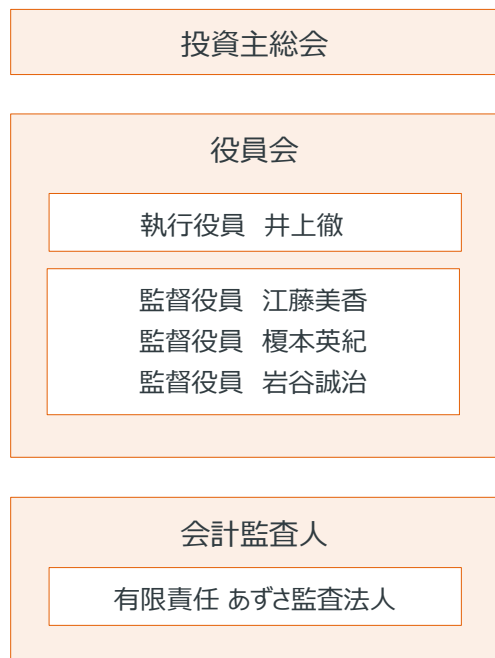 投資主総会
役員会
執行役員 井上徹
監督役員 江藤美香
監督役員 榎本英紀
監督役員 岩谷誠治
会計監査人
有限責任 あずさ監査法人